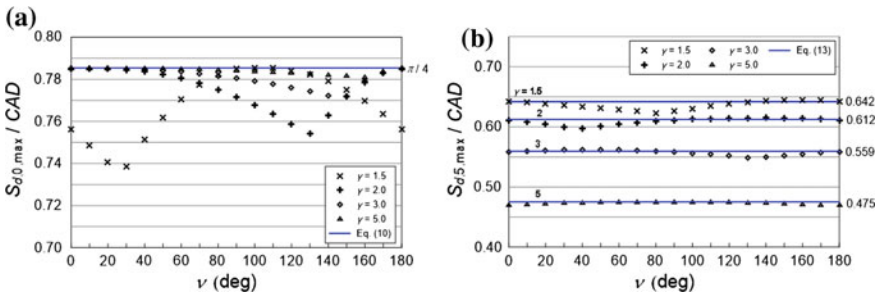 (a)
0.80
0.78
0.76
0.74
0.72
0.70
S_{d,0,max} / CAD
π / 4
× γ = 1.5
+ γ = 2.0
◇ γ = 3.0
▲ γ = 5.0
— Eq. (10)
0 20 40 60 80 100 120 140 160 180
ν (deg)
(b)
0.70
0.60
0.50
0.40
S_{d,5,max} / CAD
× γ = 1.5 ◇ γ = 3.0 — Eq. (13)
+ γ = 2.0 ▲ γ = 5.0
γ = 1.5
2
3
5
0.642
0.612
0.559
0.475
0 20 40 60 80 100 120 140 160 180
ν (deg)